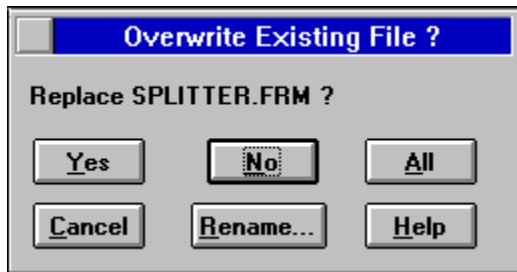 Overwrite Existing File ?
Replace SPLITTER.FRM ?
Yes No All
Cancel Rename... Help